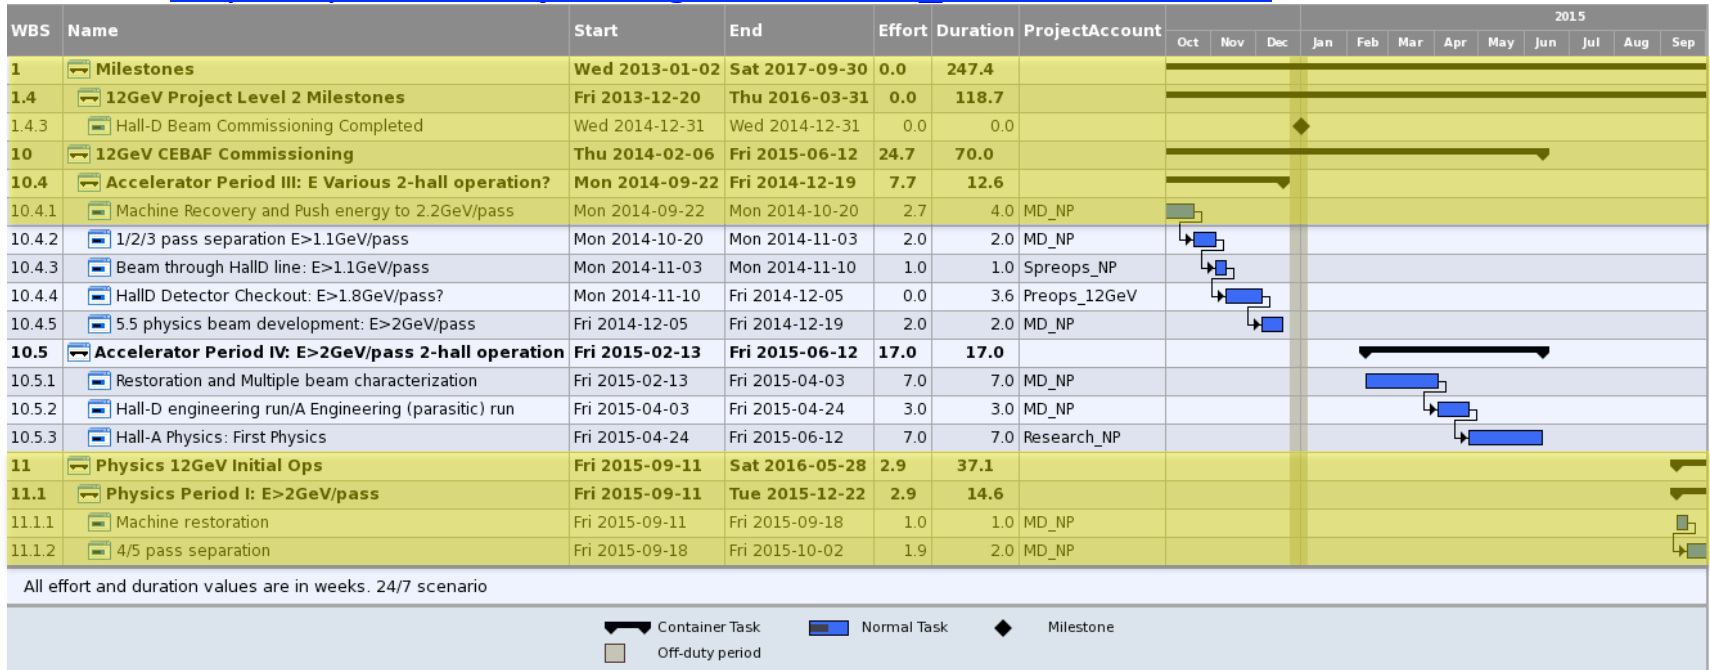 2015
WBS Name Start End Effort Duration ProjectAccount Oct Nov Dec Jan Feb Mar Apr May Jun Jul Aug Sep
1 Milestones Wed 2013-01-02 Sat 2017-09-30 0.0 247.4
1.4 12GeV Project Level 2 Milestones Fri 2013-12-20 Thu 2016-03-31 0.0 118.7
1.4.3 Hall-D Beam Commissioning Completed Wed 2014-12-31 Wed 2014-12-31 0.0 0.0
10 12GeV CEBAF Commissioning Thu 2014-02-06 Fri 2015-06-12 24.7 70.0
10.4 Accelerator Period III: E Various 2-hall operation? Mon 2014-09-22 Fri 2014-12-19 7.7 12.6
10.4.1 Machine Recovery and Push energy to 2.2GeV/pass Mon 2014-09-22 Mon 2014-10-20 2.7 4.0 MD_NP
10.4.2 1/2/3 pass separation E>1.1GeV/pass Mon 2014-10-20 Mon 2014-11-03 2.0 2.0 MD_NP
10.4.3 Beam through HallD line: E>1.1GeV/pass Mon 2014-11-03 Mon 2014-11-10 1.0 1.0 Spreops_NP
10.4.4 HallD Detector Checkout: E>1.8GeV/pass? Mon 2014-11-10 Fri 2014-12-05 0.0 3.6 Preops_12GeV
10.4.5 5.5 physics beam development: E>2GeV/pass Fri 2014-12-05 Fri 2014-12-19 2.0 2.0 MD_NP
10.5 Accelerator Period IV: E>2GeV/pass 2-hall operation Fri 2015-02-13 Fri 2015-06-12 17.0 17.0
10.5.1 Restoration and Multiple beam characterization Fri 2015-02-13 Fri 2015-04-03 7.0 7.0 MD_NP
10.5.2 Hall-D engineering run/A Engineering (parasitic) run Fri 2015-04-03 Fri 2015-04-24 3.0 3.0 MD_NP
10.5.3 Hall-A Physics: First Physics Fri 2015-04-24 Fri 2015-06-12 7.0 7.0 Research_NP
11 Physics 12GeV Initial Ops Fri 2015-09-11 Sat 2016-05-28 2.9 37.1
11.1 Physics Period I: E>2GeV/pass Fri 2015-09-11 Tue 2015-12-22 2.9 14.6
11.1.1 Machine restoration Fri 2015-09-11 Fri 2015-09-18 1.0 1.0 MD_NP
11.1.2 4/5 pass separation Fri 2015-09-18 Fri 2015-10-02 1.9 2.0 MD_NP
All effort and duration values are in weeks. 24/7 scenario
Container Task Normal Task Milestone
Off-duty period